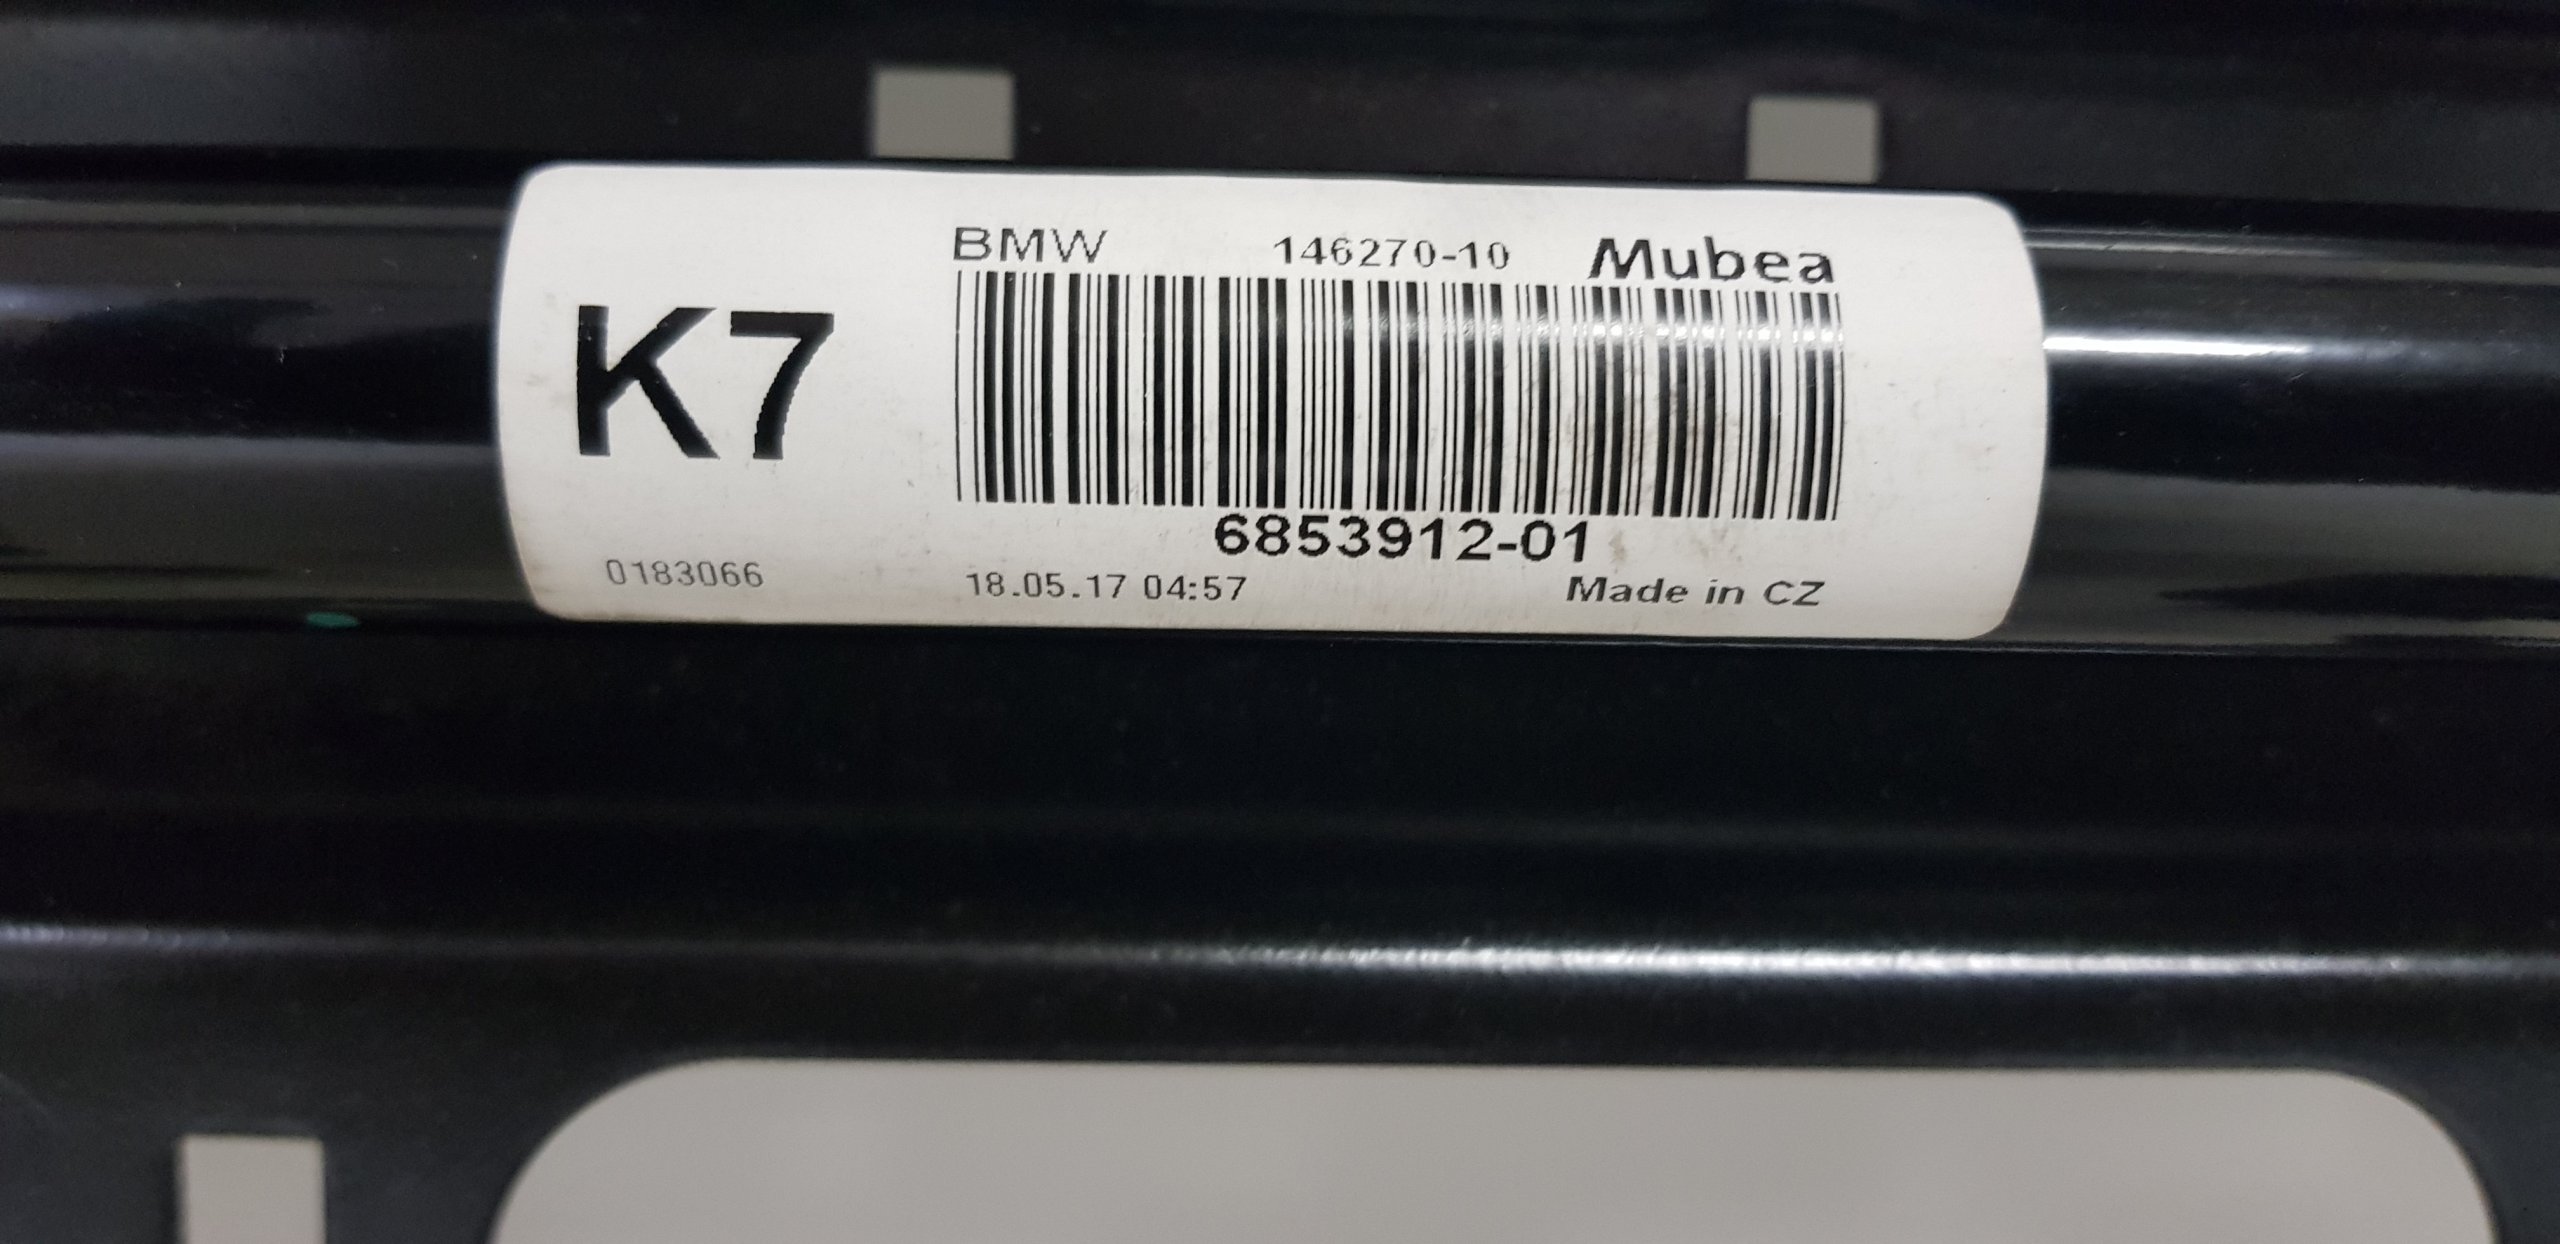 BMW 146270-10 Mubea
K7
6853912-01
0183066 18.05.17 04:57 Made in CZ